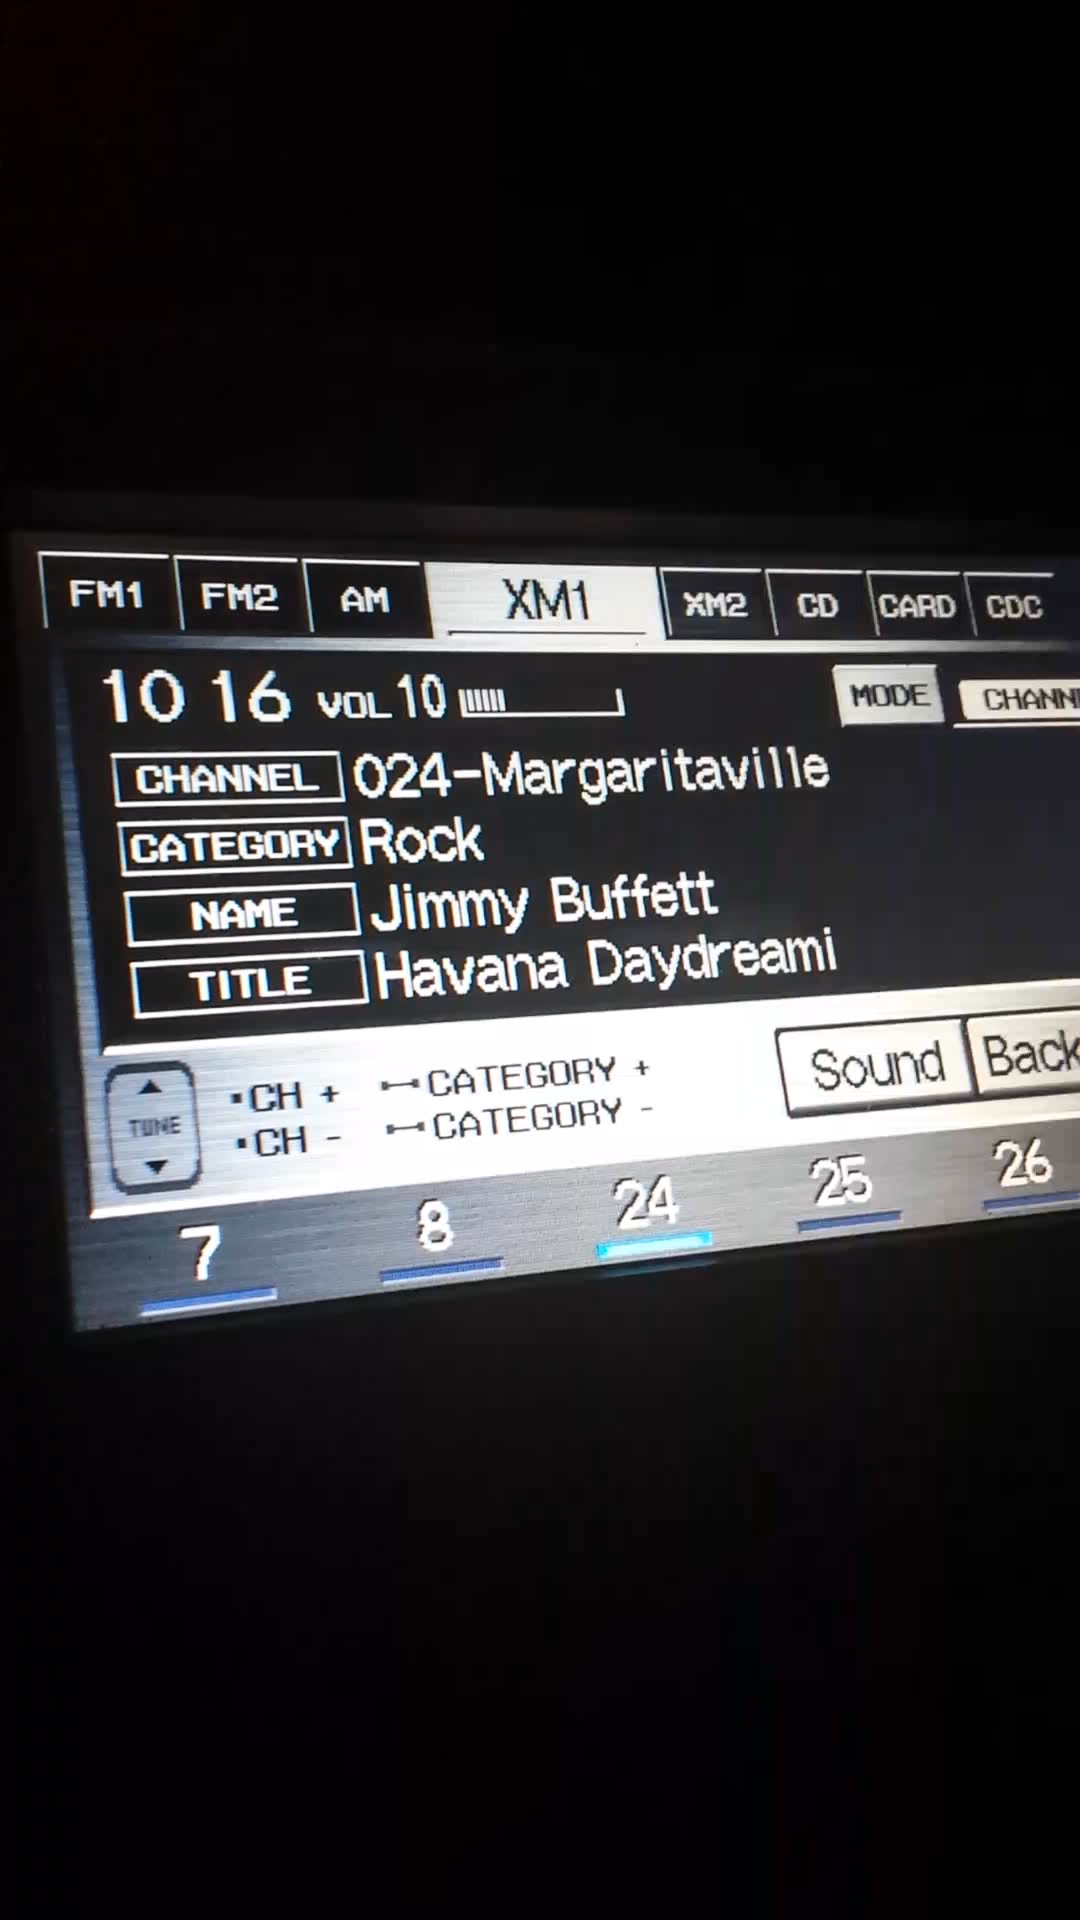 FM1 FM2 AM XM1 XM2 CD CARD CDC
10 16 VOL 10 MODE CHANN
CHANNEL 024-Margaritaville
CATEGORY Rock
NAME Jimmy Buffett
TITLE Havana Daydreami
TUNE
CH + CATEGORY +
CH - CATEGORY -
Sound Back
7 8 24 25 26